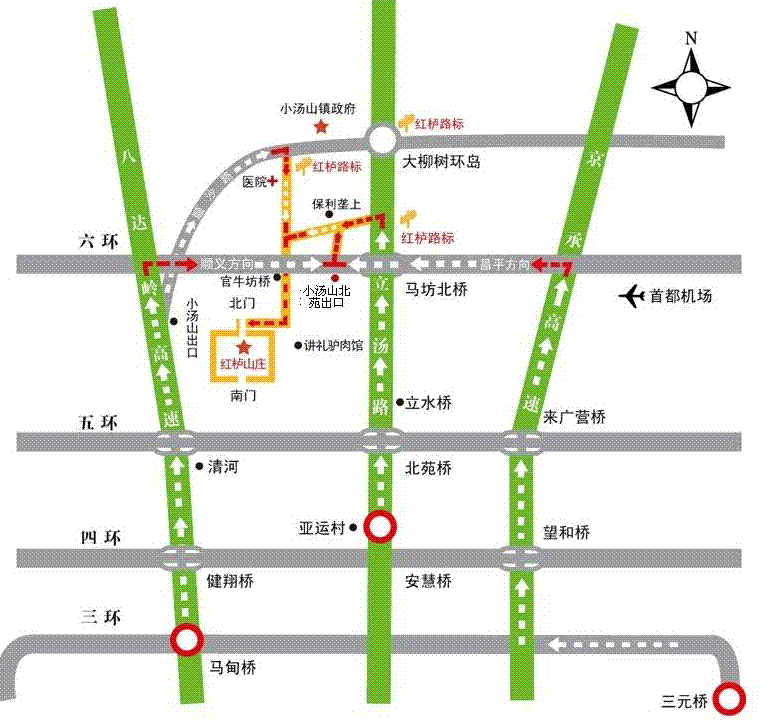 N
小汤山镇政府
红栌路标
八达岭高速
大柳树环岛
京承高速
医院
红栌路标
保利垄上
红栌路标
六环
顺义方向
昌平方向
官牛坊桥
小汤山北
苑出口
马坊北桥
首都机场
立汤路
小汤山出口
北门
讲礼驴肉馆
红栌山庄
南门
立水桥
来广营桥
五环
清河
北苑桥
亚运村
望和桥
四环
健翔桥
安慧桥
三环
马甸桥
三元桥